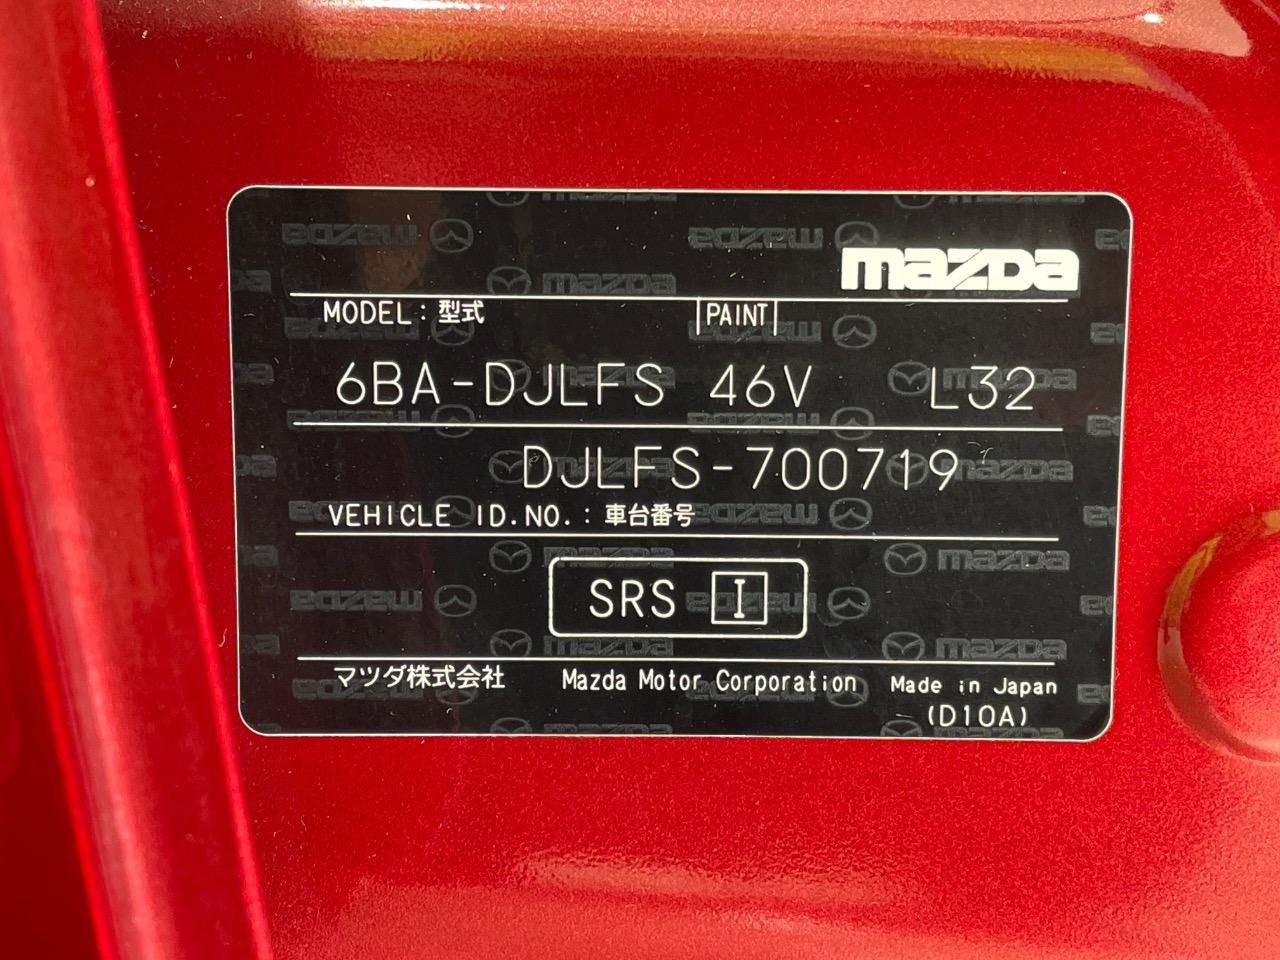 mazda
MODEL：型式 PAINT
6BA-DJLFS 46V L32
DJLFS-700719
VEHICLE ID.NO.：車台番号
SRS I
マツダ株式会社 Mazda Motor Corporation Made in Japan
(D10A)